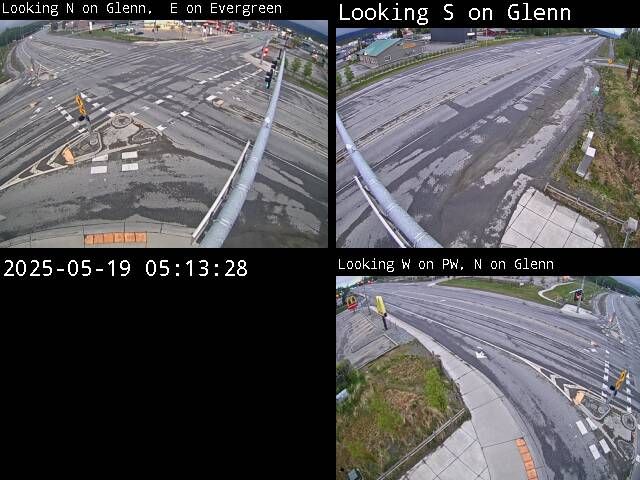 Looking N on Glenn,  E on Evergreen
Looking S on Glenn
2025-05-19 05:13:28
Looking W on PW, N on Glenn